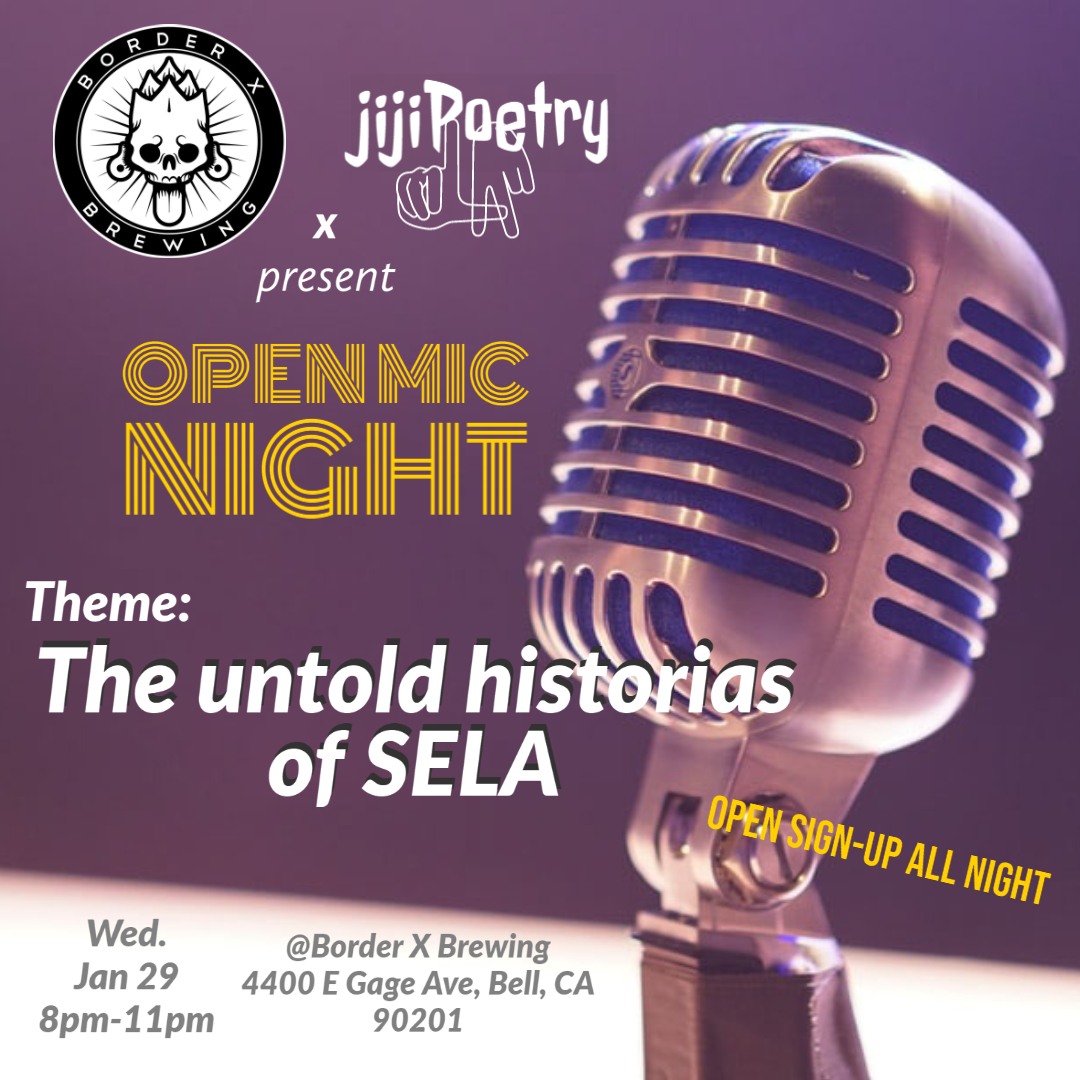 BORDER X
BREWING
jijiPoetry
x
present
OPEN MIC
NIGHT
Theme:
The untold historias
of SELA
OPEN SIGN-UP ALL NIGHT
Wed.
Jan 29
8pm-11pm
@Border X Brewing
4400 E Gage Ave, Bell, CA
90201